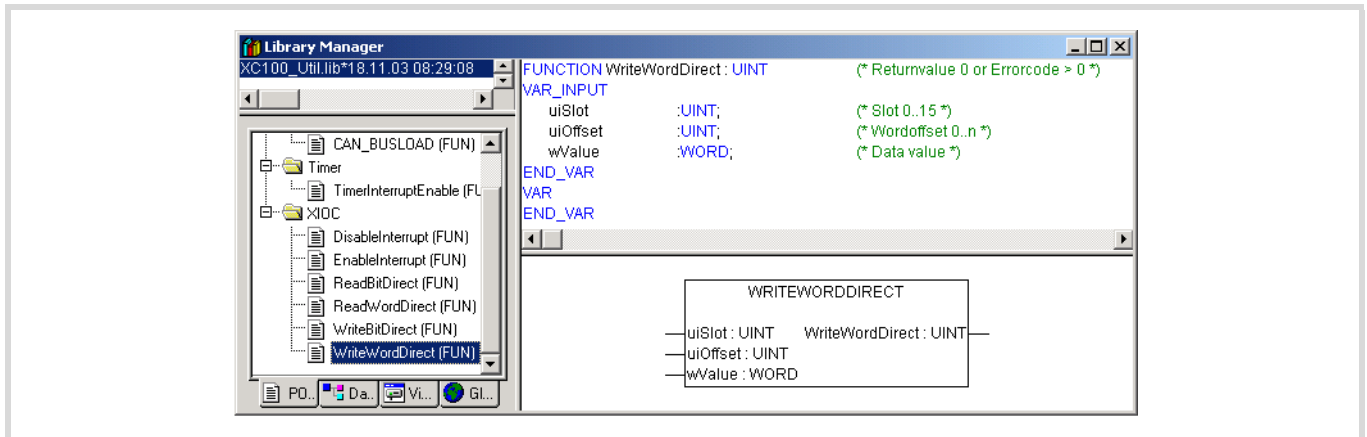 Library Manager
XC100_Util.lib*18.11.03 08:29:08
CAN_BUSLOAD (FUN)
Timer
TimerInterruptEnable (FU
XIOC
DisableInterrupt (FUN)
EnableInterrupt (FUN)
ReadBitDirect (FUN)
ReadWordDirect (FUN)
WriteBitDirect (FUN)
WriteWordDirect (FUN)
PO.. Da.. Vi... Gl...
FUNCTION WriteWordDirect : UINT (* Returnvalue 0 or Errorcode > 0 *)
VAR_INPUT
uiSlot :UINT; (* Slot 0..15 *)
uiOffset :UINT; (* Wordoffset 0..n *)
wValue :WORD; (* Data value *)
END_VAR
VAR
END_VAR
WRITEWORDDIRECT
uiSlot : UINT WriteWordDirect : UINT
uiOffset : UINT
wValue : WORD